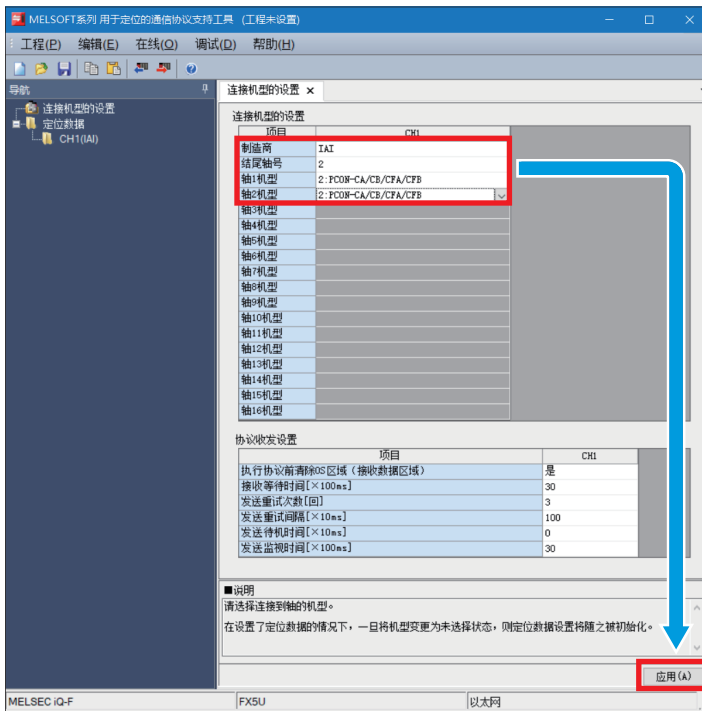 MELSOFT系列 用于定位的通信协议支持工具 (工程未设置)
工程(P) 编辑(E) 在线(O) 调试(D) 帮助(H)
导航
连接机型的设置
定位数据
CH1(IAI)
连接机型的设置
连接机型的设置
项目 CH1
制造商 IAI
结尾轴号 2
轴1机型 2:PCON-CA/CB/CFA/CFB
轴2机型 2:PCON-CA/CB/CFA/CFB
轴3机型
轴4机型
轴5机型
轴6机型
轴7机型
轴8机型
轴9机型
轴10机型
轴11机型
轴12机型
轴13机型
轴14机型
轴15机型
轴16机型
协议收发设置
项目 CH1
执行协议前清除OS区域(接收数据区域) 是
接收等待时间[×100ms] 30
发送重试次数[回] 3
发送重试间隔[×10ms] 100
发送待机时间[×10ms] 0
发送监视时间[×100ms] 30
■说明
请选择连接到轴的机型。
在设置了定位数据的情况下，一旦将机型变更为未选择状态，则定位数据设置将随之被初始化。
应用(A)
MELSEC iQ-F FX5U 以太网